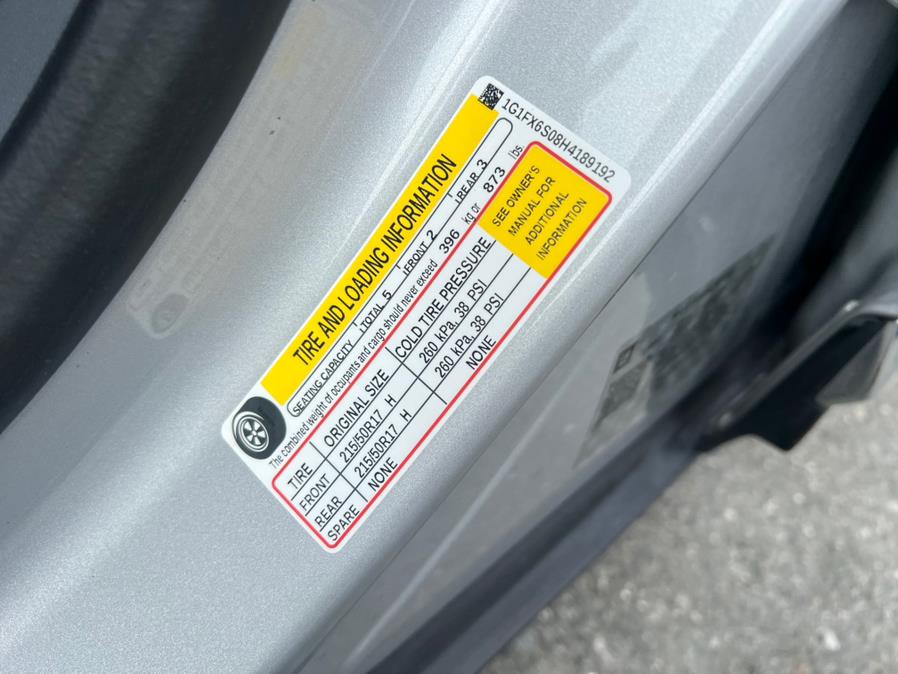 1G1FX6S08H4189192
TIRE AND LOADING INFORMATION
SEATING CAPACITY TOTAL 5 FRONT 2 REAR 3
The combined weight of occupants and cargo should never exceed 396 kg or 873 lbs.
TIRE ORIGINAL SIZE COLD TIRE PRESSURE
FRONT 215/50R17 H 260 kPa, 38 PSI
REAR 215/50R17 H 260 kPa, 38 PSI
SPARE NONE NONE
SEE OWNER'S
MANUAL FOR
ADDITIONAL
INFORMATION